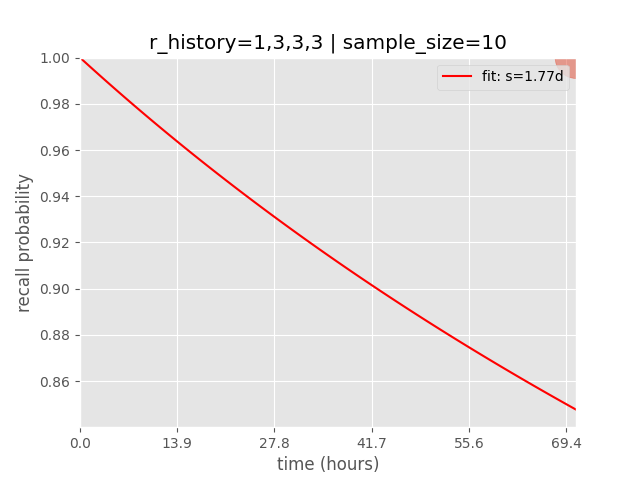 r_history=1,3,3,3 | sample_size=10
fit: s=1.77d
recall probability
1.00
0.98
0.96
0.94
0.92
0.90
0.88
0.86
0.0 13.9 27.8 41.7 55.6 69.4
time (hours)